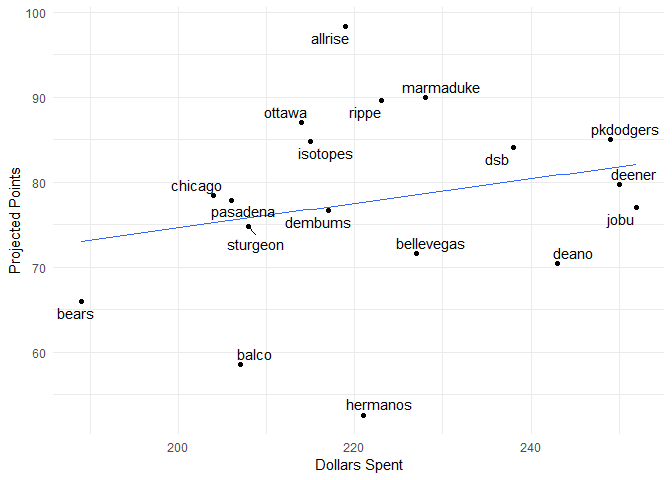 100
allrise
90
marmaduke
ottawa
rippe
isotopes
pkdodgers
dsb
deener
80
chicago
pasadena
dembums
jobu
sturgeon
bellevegas
deano
70
bears
balco
60
hermanos
200
220
240
Dollars Spent
Projected Points